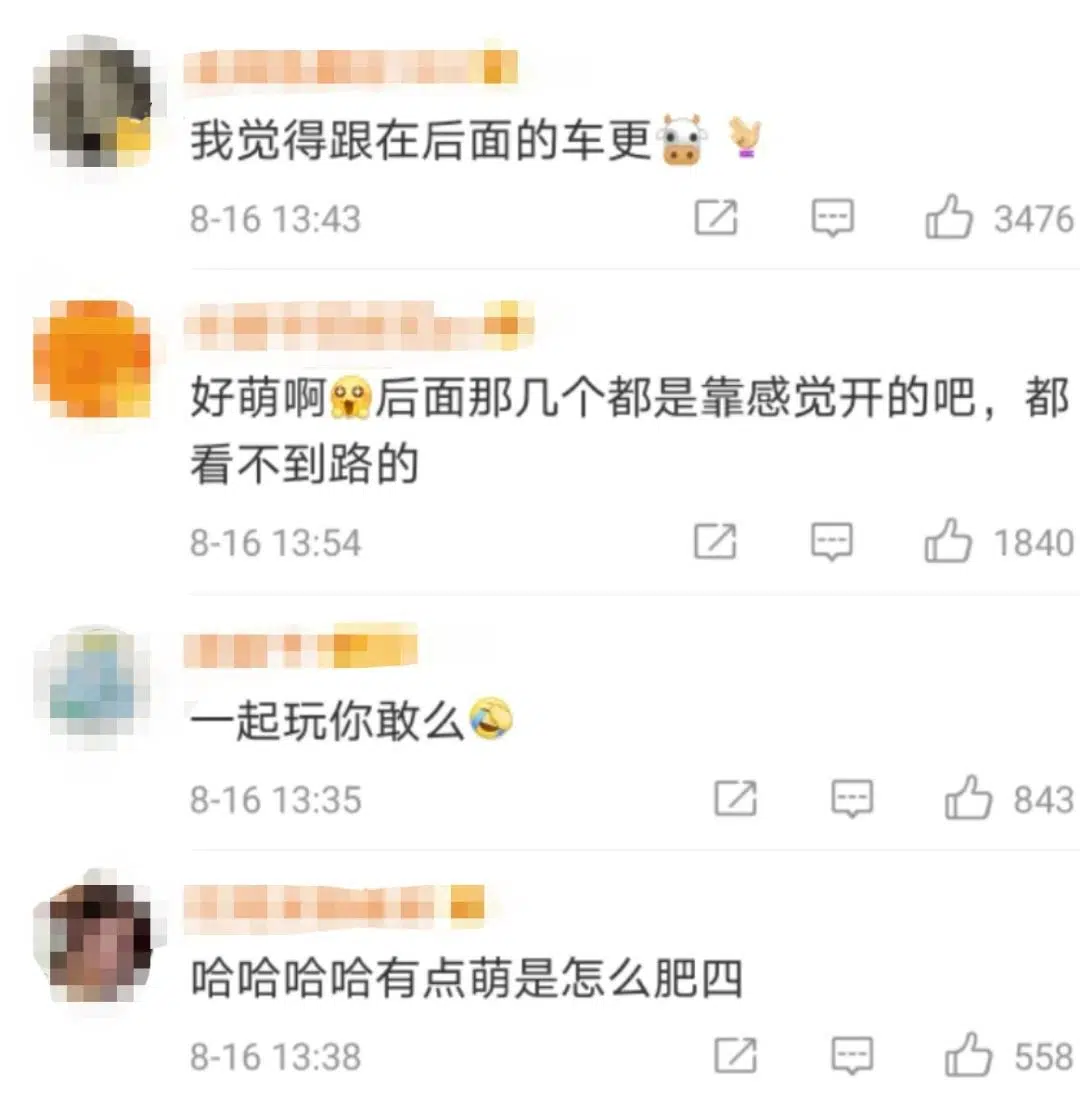 我觉得跟在后面的车更🐮👋
8-16 13:43
3476
好萌啊😱后面那几个都是靠感觉开的吧，都
看不到路的
8-16 13:54
1840
一起玩你敢么🤣
8-16 13:35
843
哈哈哈哈有点萌是怎么肥四
8-16 13:38
558